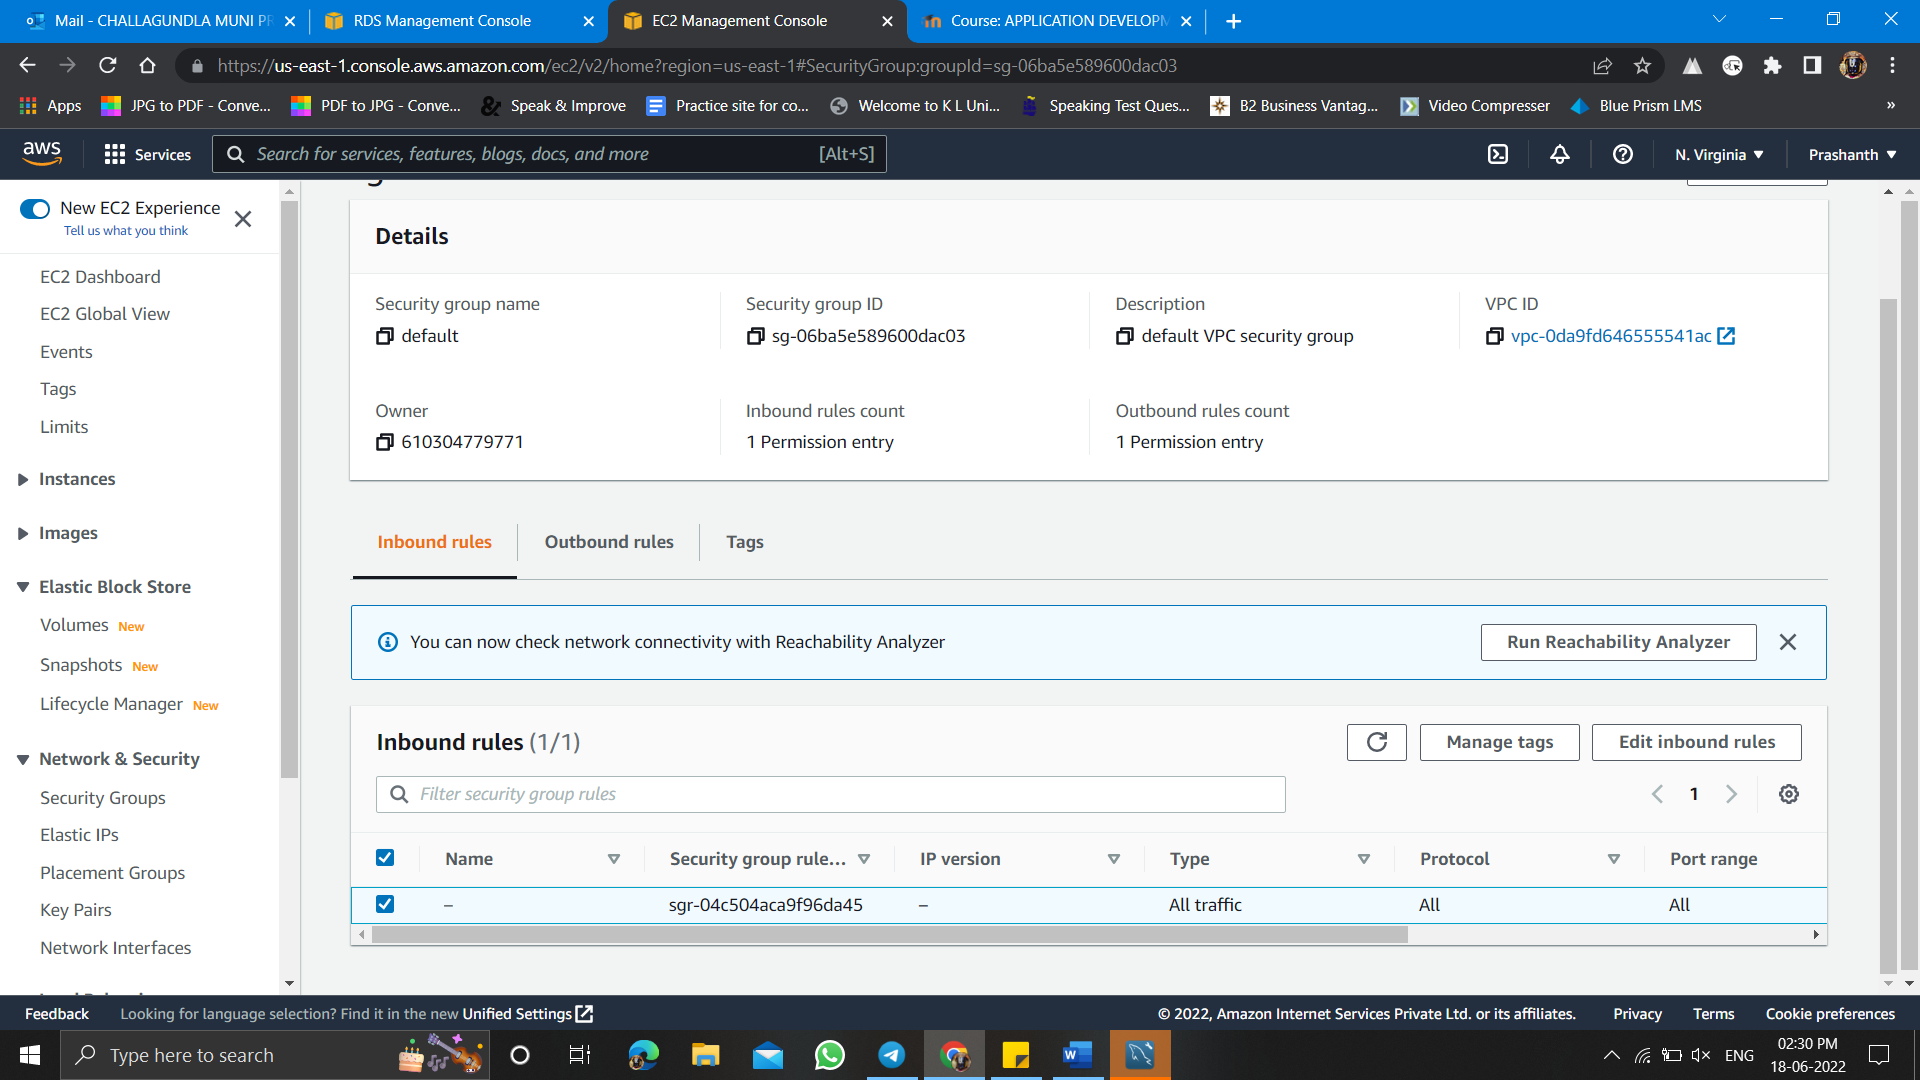 Mail - CHALLAGUNDLA MUNI PR
RDS Management Console
EC2 Management Console
Course: APPLICATION DEVELOPM
https://us-east-1.console.aws.amazon.com/ec2/v2/home?region=us-east-1#SecurityGroup:groupId=sg-06ba5e589600dac03
Apps
JPG to PDF - Conve...
PDF to JPG - Conve...
Speak & Improve
Practice site for co...
Welcome to K L Uni...
Speaking Test Ques...
B2 Business Vantag...
Video Compresser
Blue Prism LMS
»
aws
Services
Search for services, features, blogs, docs, and more
[Alt+S]
N. Virginia
Prashanth
New EC2 Experience
Tell us what you think
EC2 Dashboard
EC2 Global View
Events
Tags
Limits
Instances
Images
Elastic Block Store
Volumes New
Snapshots New
Lifecycle Manager New
Network & Security
Security Groups
Elastic IPs
Placement Groups
Key Pairs
Network Interfaces
Details
Security group name
default
Security group ID
sg-06ba5e589600dac03
Description
default VPC security group
VPC ID
vpc-0da9fd646555541ac
Owner
610304779771
Inbound rules count
1 Permission entry
Outbound rules count
1 Permission entry
Inbound rules
Outbound rules
Tags
You can now check network connectivity with Reachability Analyzer
Run Reachability Analyzer
Inbound rules (1/1)
Manage tags
Edit inbound rules
Filter security group rules
1
Name
Security group rule...
IP version
Type
Protocol
Port range
–
sgr-04c504aca9f96da45
–
All traffic
All
All
Feedback
Looking for language selection? Find it in the new Unified Settings
© 2022, Amazon Internet Services Private Ltd. or its affiliates.
Privacy
Terms
Cookie preferences
Type here to search
ENG
02:30 PM
18-06-2022